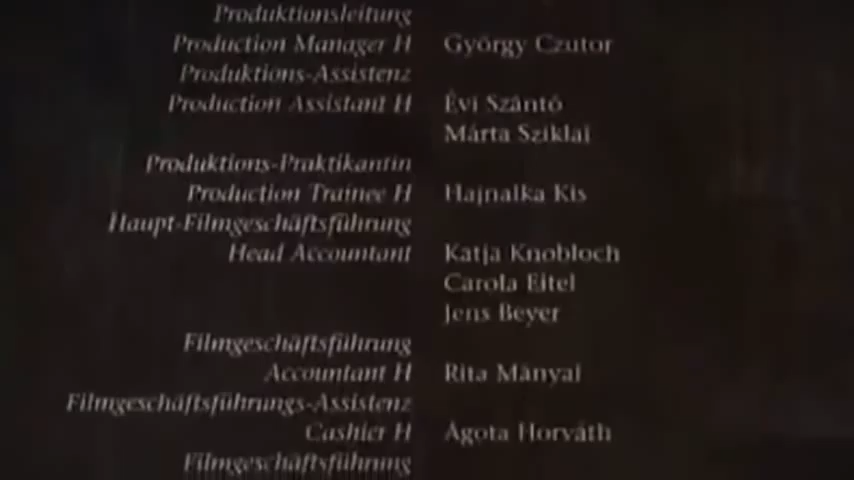 Produktionsleitung
Production Manager H György Czutor
Produktions-Assistenz
Production Assistant H Évi Szántó
Márta Sziklai
Produktions-Praktikantin
Production Trainee H Hajnalka Kis
Haupt-Filmgeschäftsführung
Head Accountant Katja Knobloch
Carola Eitel
Jens Beyer
Filmgeschäftsführung
Accountant H Rita Mányai
Filmgeschäftsführungs-Assistenz
Cashier H Ágota Horváth
Filmgeschäftsführung